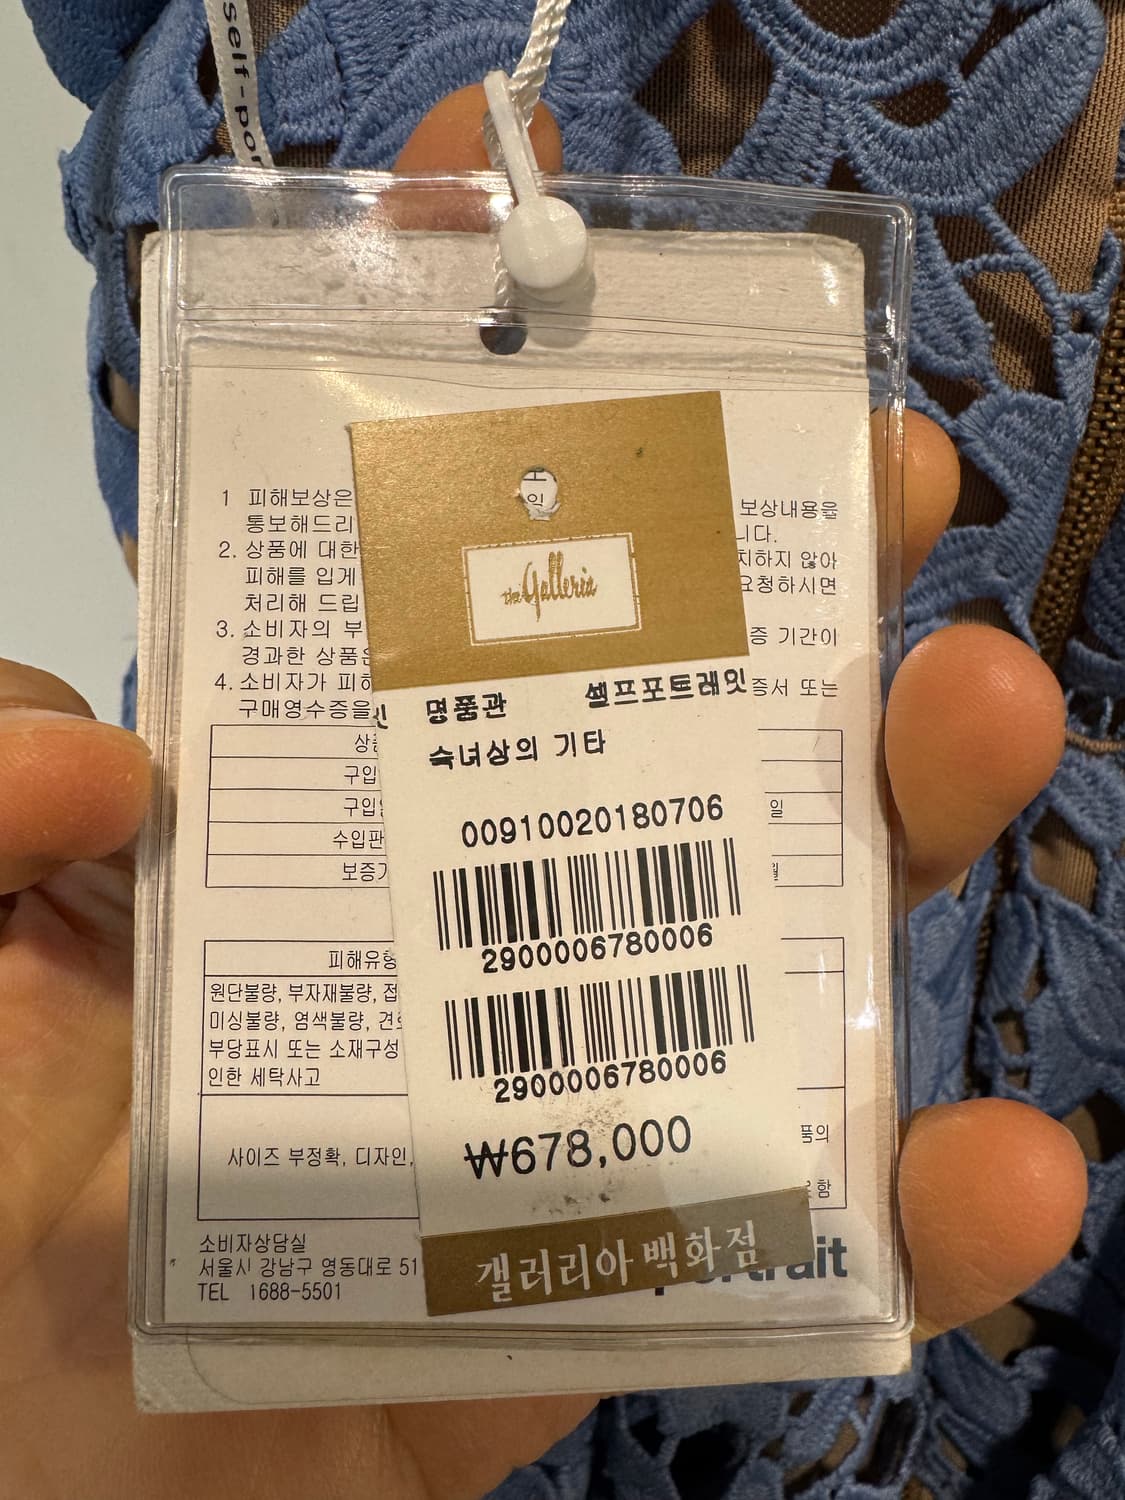 self-por
1 피해보상은 보상내용을
통보해드리 니다.
2. 상품에 대한 치하지 않아
피해를 입게 요청하시면
처리해 드립
3. 소비자의 부 증 기간이
경과한 상품은
4. 소비자가 피해 증서 또는
구매영수증을
익
the Galleria
명품관 셀프포트레잇
숙녀상의 기타
00910020180706
2900006780006
2900006780006
₩678,000
갤러리아백화점
상품
구입
구입일 일
수입판
보증기 월
피해유형
원단불량, 부자재불량, 접
미싱불량, 염색불량, 견뢰
부당표시 또는 소재구성
인한 세탁사고
품의
사이즈 부정확, 디자인,
함
소비자상담실
서울시 강남구 영동대로 51
TEL 1688-5501
portrait